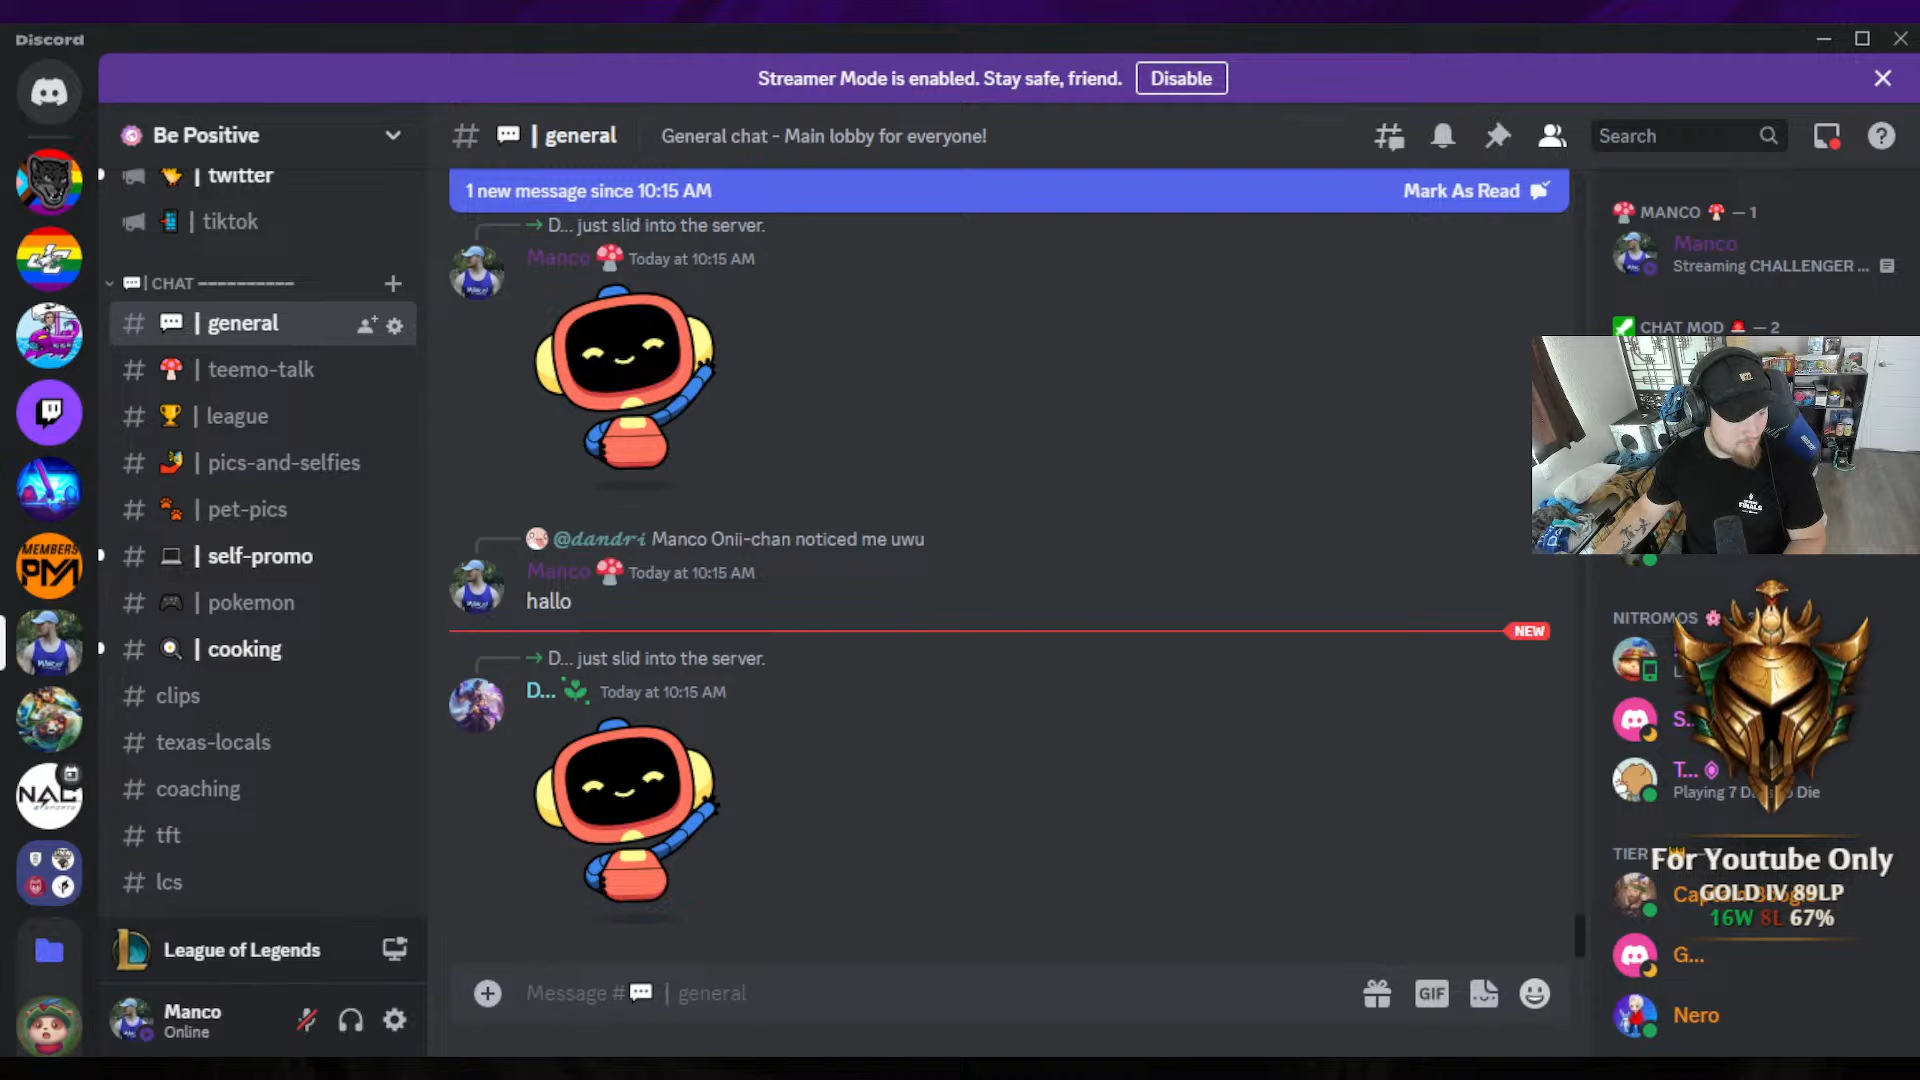 Discord
Streamer Mode is enabled. Stay safe, friend.
Disable
Be Positive
| general
General chat - Main lobby for everyone!
Search
| twitter
| tiktok
| CHAT ----------
| general
| teemo-talk
| league
| pics-and-selfies
| pet-pics
| self-promo
| pokemon
| cooking
clips
texas-locals
coaching
tft
lcs
League of Legends
Manco
Online
MEMBERS
PM
NAC
1 new message since 10:15 AM
Mark As Read
D... just slid into the server.
Manco Today at 10:15 AM
@dandri Manco Onii-chan noticed me uwu
Manco Today at 10:15 AM
hallo
NEW
D... just slid into the server.
D... Today at 10:15 AM
Message # | general
GIF
MANCO — 1
Manco
Streaming CHALLENGER ...
CHAT MOD — 2
FINALS
NITROMOS
S...
T...
Playing 7 D Die
TIER
For Youtube Only
GOLD IV 89LP
16W 8L 67%
G...
Nero